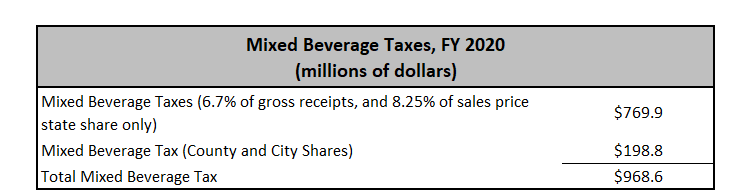 Mixed Beverage Taxes, FY 2020
(millions of dollars)
Mixed Beverage Taxes (6.7% of gross receipts, and 8.25% of sales price
state share only) $769.9
Mixed Beverage Tax (County and City Shares) $198.8
Total Mixed Beverage Tax $968.6